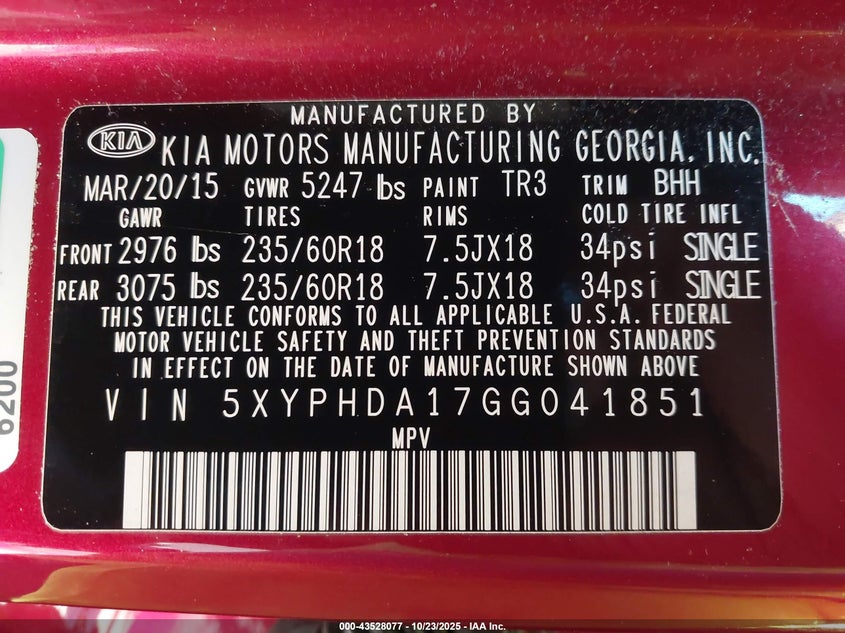 MANUFACTURED BY
KIA KIA MOTORS MANUFACTURING GEORGIA, INC.
MAR/20/15 GVWR 5247 lbs PAINT TR3 TRIM BHH
GAWR TIRES RIMS COLD TIRE INFL
FRONT 2976 lbs 235/60R18 7.5JX18 34psi SINGLE
REAR 3075 lbs 235/60R18 7.5JX18 34psi SINGLE
THIS VEHICLE CONFORMS TO ALL APPLICABLE U.S.A. FEDERAL
MOTOR VEHICLE SAFETY AND THEFT PREVENTION STANDARDS
IN EFFECT ON THE DATE OF MANUFACTURE SHOWN ABOVE
VIN 5XYPHDA17GG041851
MPV
6200
000-43528077 - 10/23/2025 - IAA Inc.